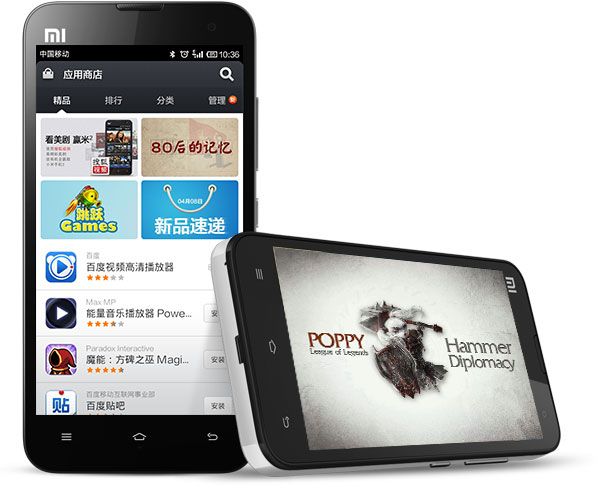 mi
中国移动 10:36
应用商店
精品 排行 分类 管理
看美剧 赢米2
搜狐视频
80后的记忆
跳跃
Games
04月08日
新品速递
百度
百度视频高清播放器
Max MP
能量音乐播放器 Powe...
安装
Paradox Interactive
魔能：方碑之巫 Magi...
安装
百度移动互联网事业部
贴
百度贴吧
安装
mi
POPPY
League of Legends
Hammer
Diplomacy